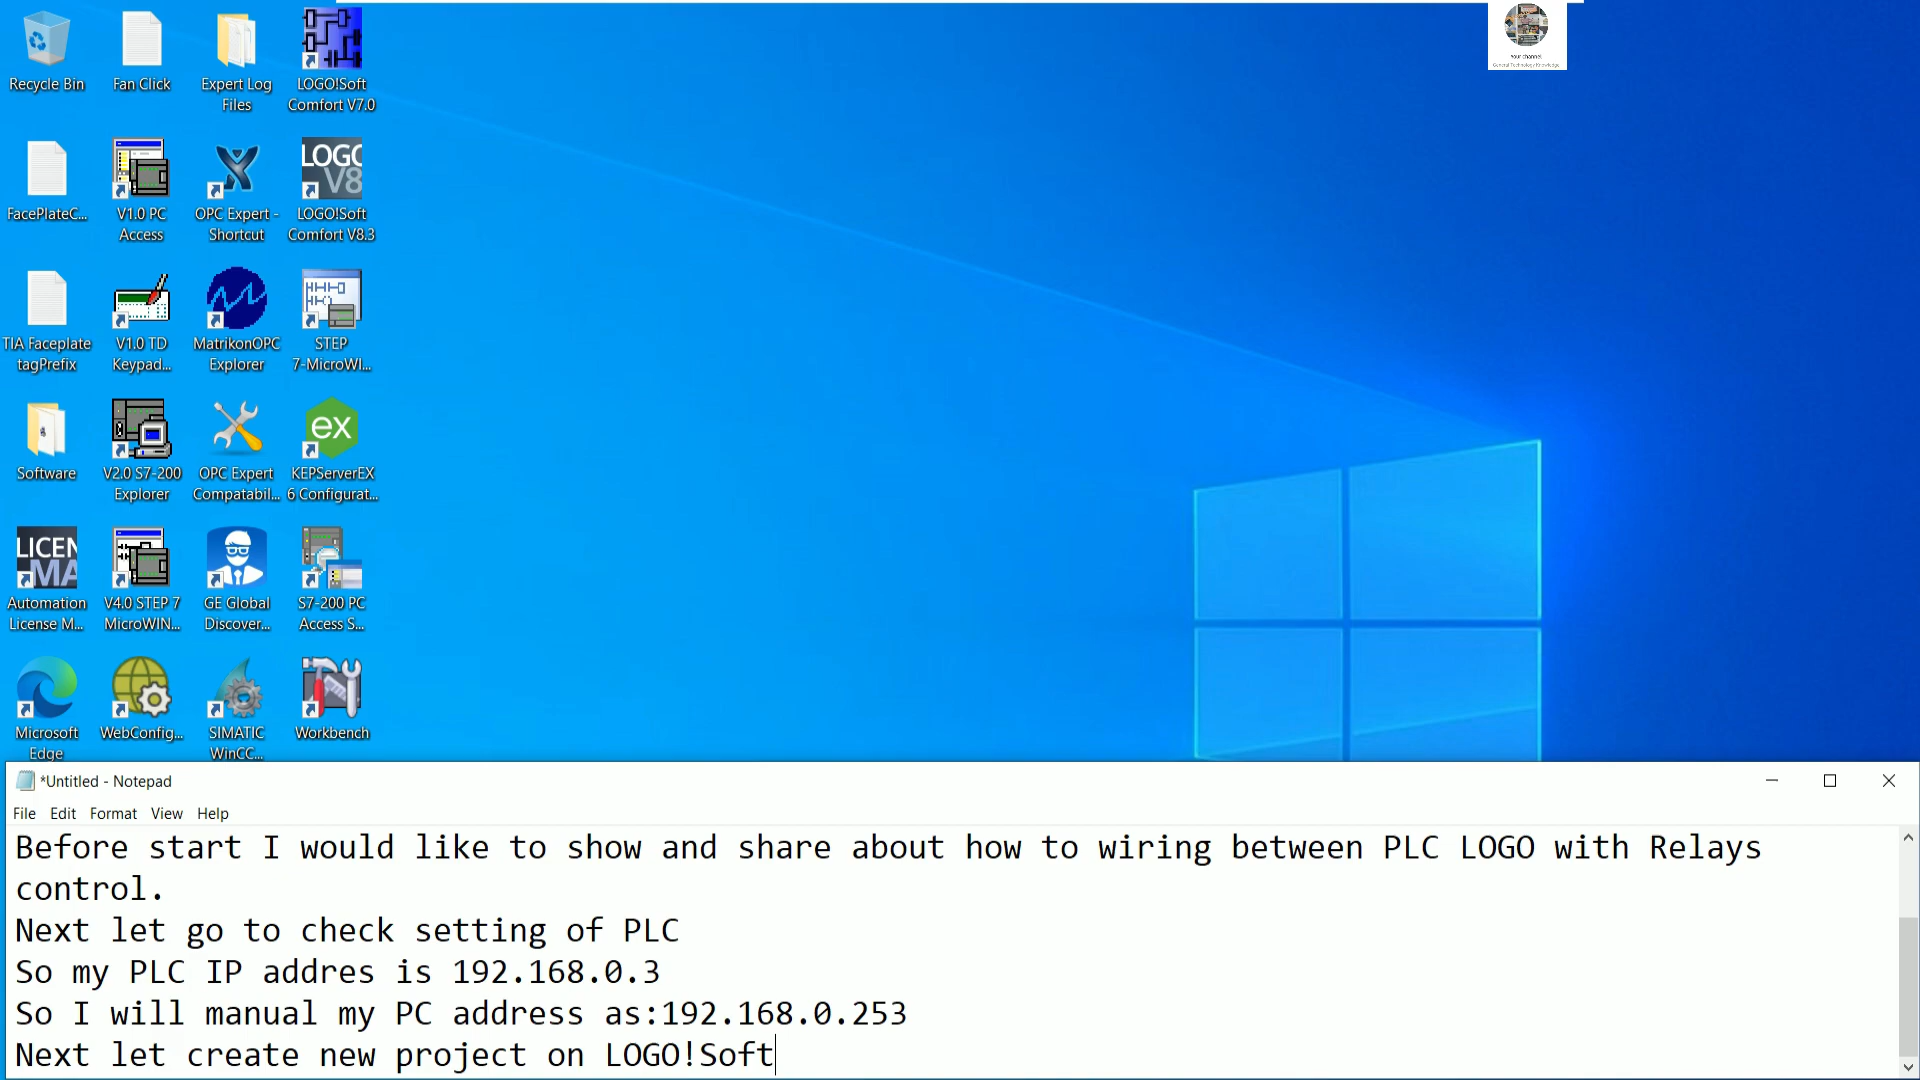 Recycle Bin
Fan Click
Expert Log
Files
LOGO!Soft
Comfort V7.0
Your channel
General Technology Knowledge
FacePlateC...
V1.0 PC
Access
OPC Expert -
Shortcut
LOGO
V8
LOGO!Soft
Comfort V8.3
TIA Faceplate
tagPrefix
V1.0 TD
Keypad...
MatrikonOPC
Explorer
STEP
7-MicroWI...
Software
V2.0 S7-200
Explorer
OPC Expert
Compatabil...
ex
KEPServerEX
6 Configurat...
LICEN
MA
Automation
License M...
V4.0 STEP 7
MicroWIN...
GE Global
Discover...
S7-200 PC
Access S...
Microsoft
Edge
WebConfig...
SIMATIC
WinCC...
Workbench
*Untitled - Notepad
File Edit Format View Help
Before start I would like to show and share about how to wiring between PLC LOGO with Relays
control.
Next let go to check setting of PLC
So my PLC IP addres is 192.168.0.3
So I will manual my PC address as:192.168.0.253
Next let create new project on LOGO!Soft